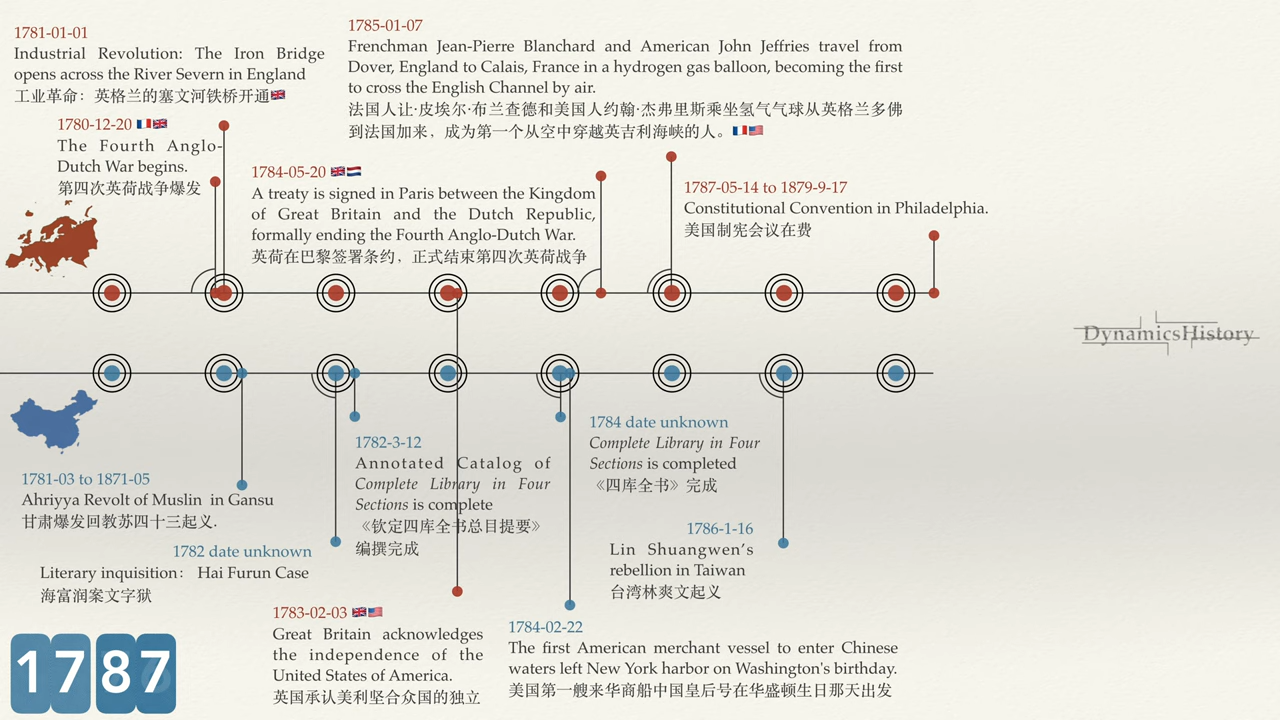 1781-01-01
Industrial Revolution: The Iron Bridge
opens across the River Severn in England
工业革命：英格兰的塞文河铁桥开通
1785-01-07
Frenchman Jean-Pierre Blanchard and American John Jeffries travel from
Dover, England to Calais, France in a hydrogen gas balloon, becoming the first
to cross the English Channel by air.
法国人让·皮埃尔·布兰查德和美国人约翰·杰弗里斯乘坐氢气气球从英格兰多佛
到法国加来，成为第一个从空中穿越英吉利海峡的人。
1780-12-20
The Fourth Anglo-
Dutch War begins.
第四次英荷战争爆发
1784-05-20
A treaty is signed in Paris between the Kingdom
of Great Britain and the Dutch Republic,
formally ending the Fourth Anglo-Dutch War.
英荷在巴黎签署条约，正式结束第四次英荷战争
1787-05-14 to 1879-9-17
Constitutional Convention in Philadelphia.
美国制宪会议在费
DynamicsHistory
1781-03 to 1871-05
Ahriyya Revolt of Muslin in Gansu
甘肃爆发回教苏四十三起义.
1782 date unknown
Literary inquisition： Hai Furun Case
海富润案文字狱
1782-3-12
Annotated Catalog of
Complete Library in Four
Sections is complete
《钦定四库全书总目提要》
编撰完成
1784 date unknown
Complete Library in Four
Sections is completed
《四库全书》完成
1786-1-16
Lin Shuangwen's
rebellion in Taiwan
台湾林爽文起义
1783-02-03
Great Britain acknowledges
the independence of the
United States of America.
英国承认美利坚合众国的独立
1784-02-22
The first American merchant vessel to enter Chinese
waters left New York harbor on Washington's birthday.
美国第一艘来华商船中国皇后号在华盛顿生日那天出发
1787